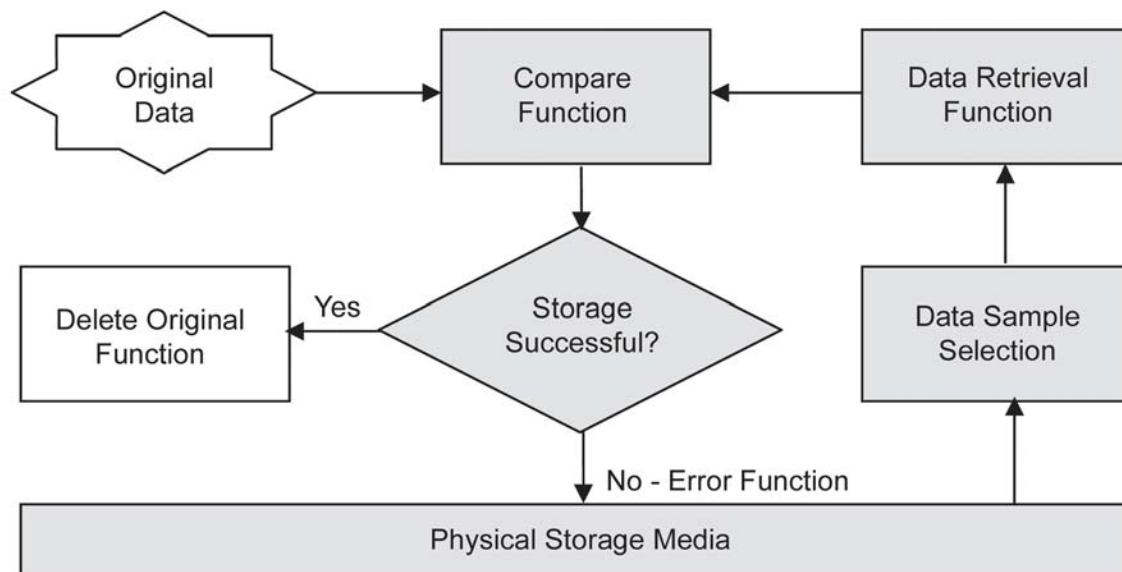 Original
Data
Compare
Function
Data Retrieval
Function
Delete Original
Function
Yes
Storage
Successful?
Data Sample
Selection
No - Error Function
Physical Storage Media